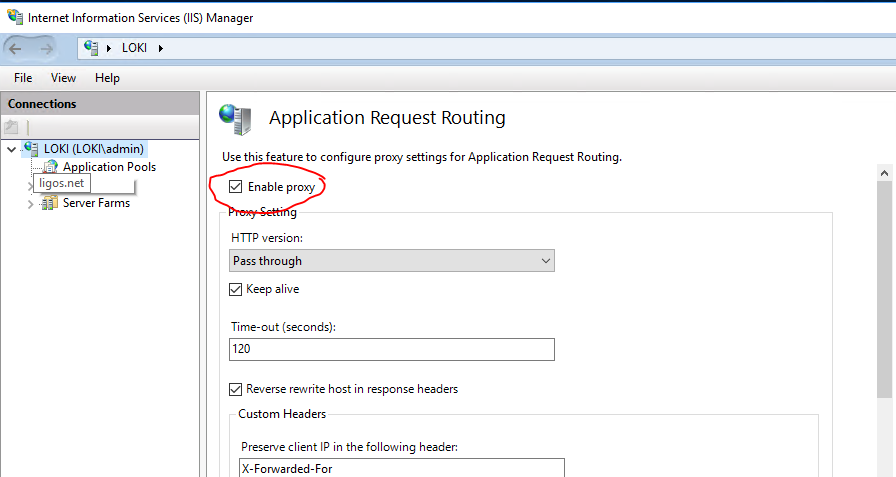 Internet Information Services (IIS) Manager
LOKI
File View Help
Connections
LOKI (LOKI\admin)
Application Pools
ligos.net
Server Farms
Application Request Routing
Use this feature to configure proxy settings for Application Request Routing.
Enable proxy
Proxy Setting
HTTP version:
Pass through
Keep alive
Time-out (seconds):
120
Reverse rewrite host in response headers
Custom Headers
Preserve client IP in the following header:
X-Forwarded-For